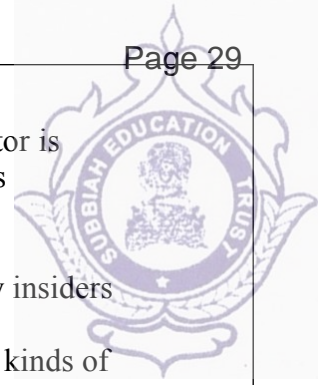 Page 29
tor is
s
SUBBIAH EDUCATION TRUST
y insiders
kinds of